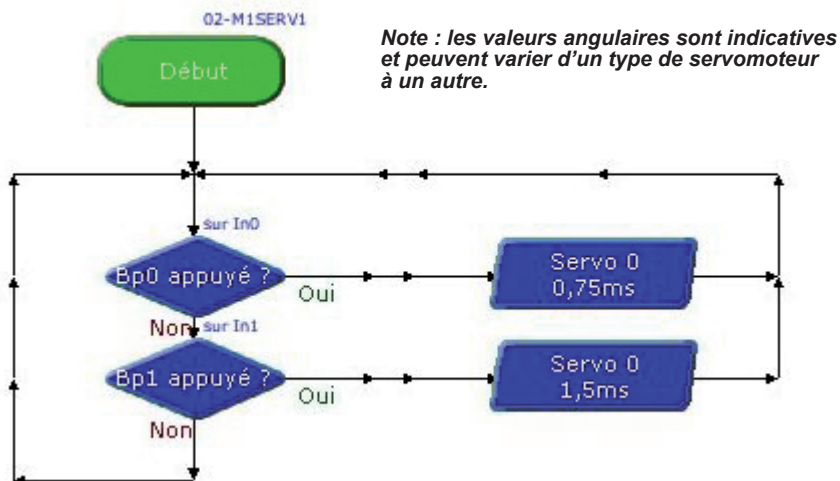 02-M1SERV1
Note : les valeurs angulaires sont indicatives
et peuvent varier d'un type de servomoteur
à un autre.
Début
sur In0
Bp0 appuyé ?
Oui
Servo 0
0,75ms
Non
sur In1
Bp1 appuyé ?
Oui
Servo 0
1,5ms
Non